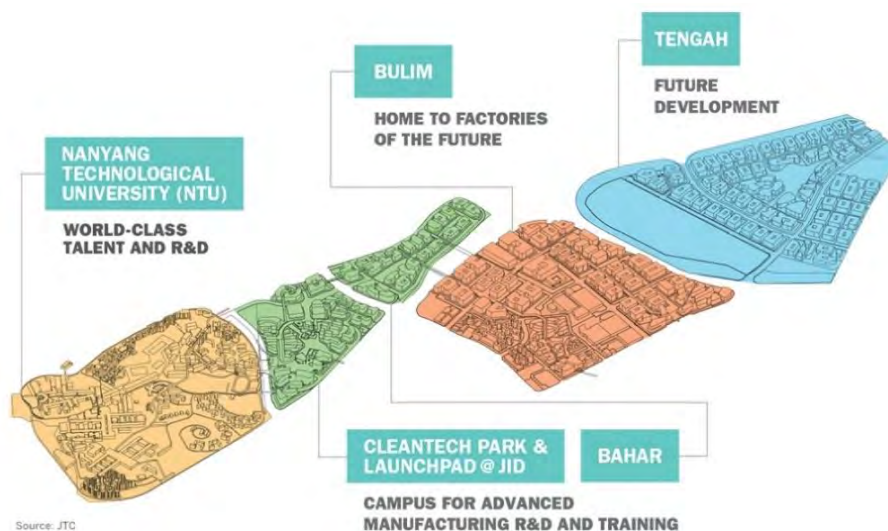 TENGAH
FUTURE
DEVELOPMENT
BULIM
HOME TO FACTORIES
OF THE FUTURE
NANYANG
TECHNOLOGICAL
UNIVERSITY (NTU)
WORLD-CLASS
TALENT AND R&D
CLEANTECH PARK &
LAUNCHPAD @ JID
CAMPUS FOR ADVANCED
MANUFACTURING R&D AND TRAINING
BAHAR
Source: JTC